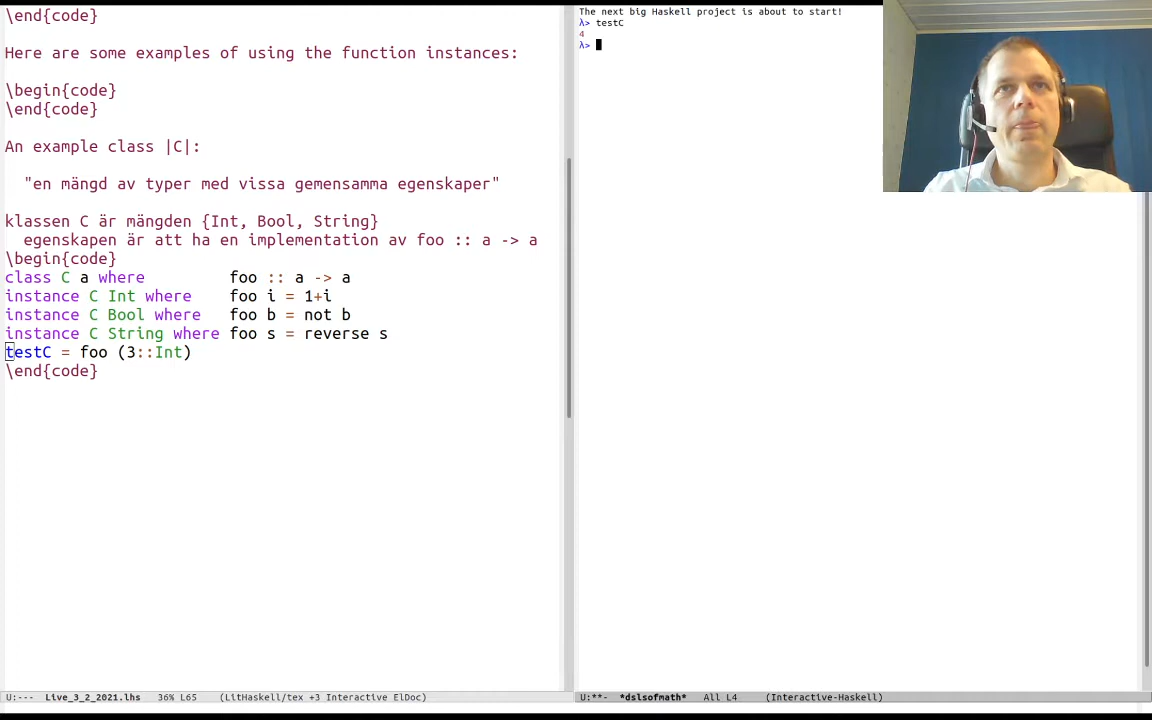 \end{code}
Here are some examples of using the function instances:
\begin{code}
\end{code}
An example class |C|:
"en mängd av typer med vissa gemensamma egenskaper"
klassen C är mängden {Int, Bool, String}
egenskapen är att ha en implementation av foo :: a -> a
\begin{code}
class C a where         foo :: a -> a
instance C Int where    foo i = 1+i
instance C Bool where   foo b = not b
instance C String where foo s = reverse s
testC = foo (3::Int)
\end{code}
U:---  Live_3_2_2021.lhs   36% L65    (LitHaskell/tex +3 Interactive ElDoc)
The next big Haskell project is about to start!
λ> testC
4
λ>
U:**-  *dslsofmath*   All L4     (Interactive-Haskell)